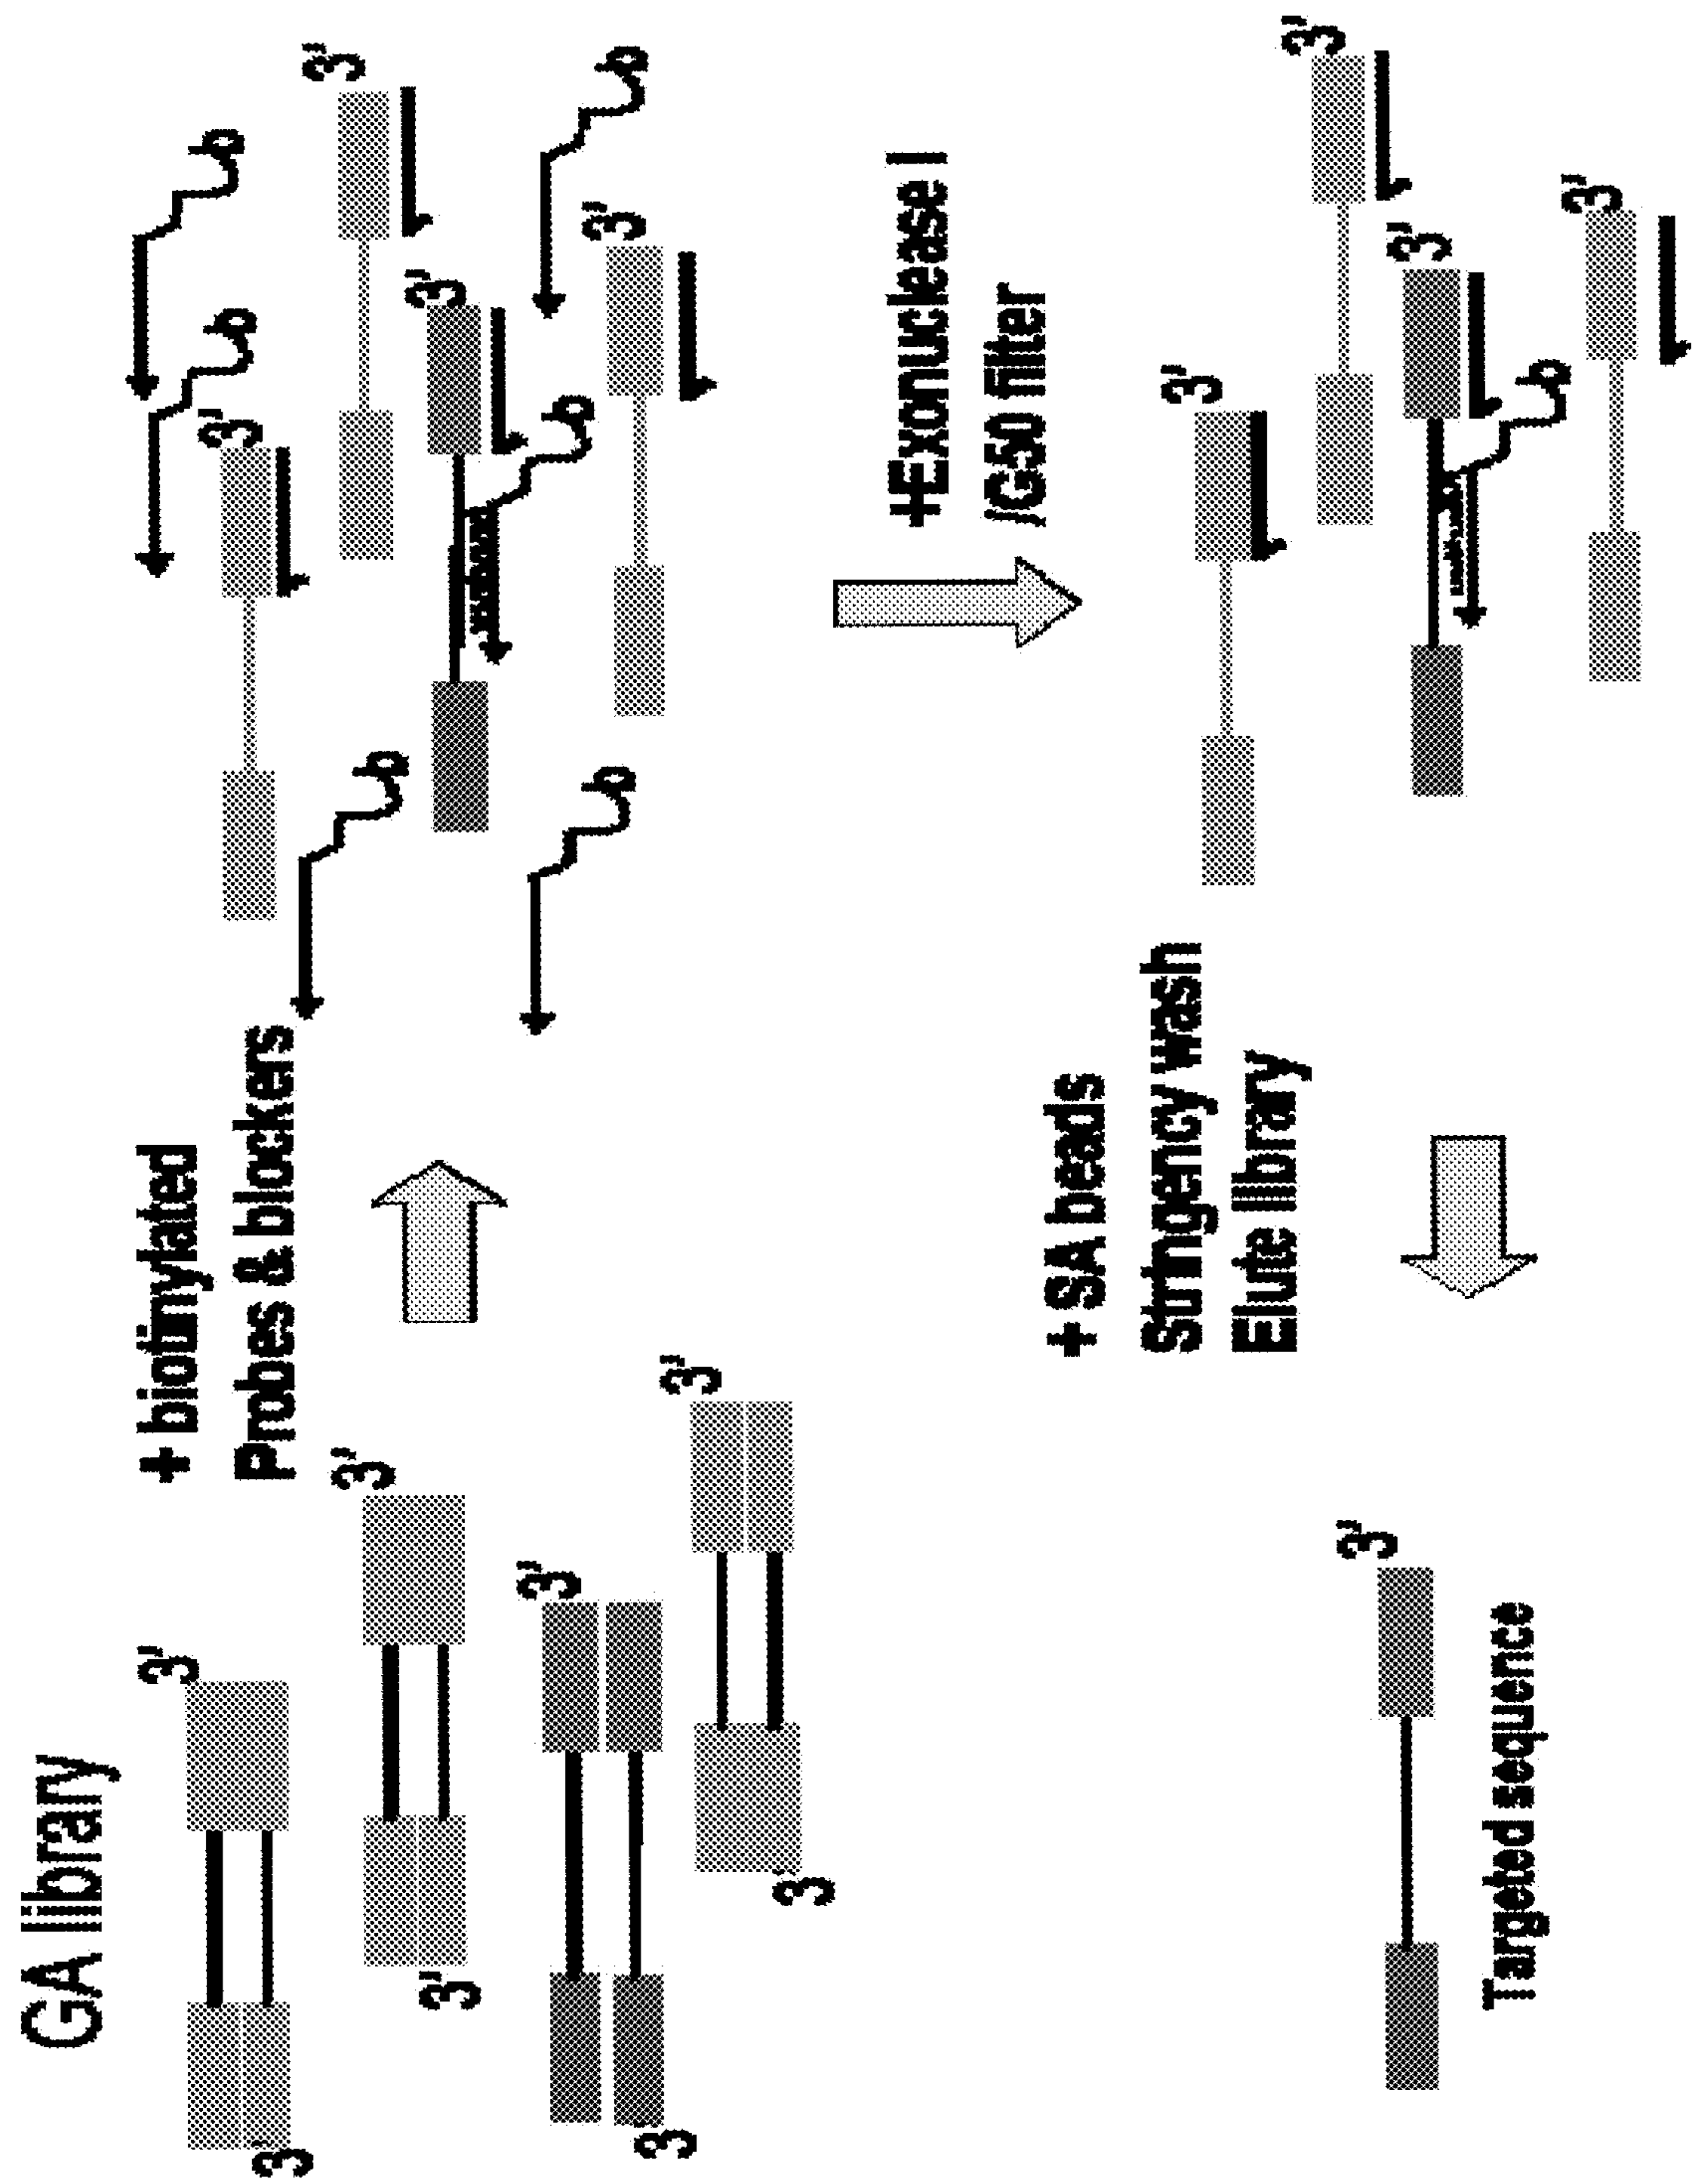 GA library
3'
3'
3'
3'
3'
3'
3'
3'
+ biotinylated
Probes & blockers
b
b
b
b
b
b
3'
3'
3'
3'
+Exonuclease I
/G50 filter
3'
3'
3'
3'
b
+ SA beads
Stringency wash
Elute library
3'
Targeted sequence